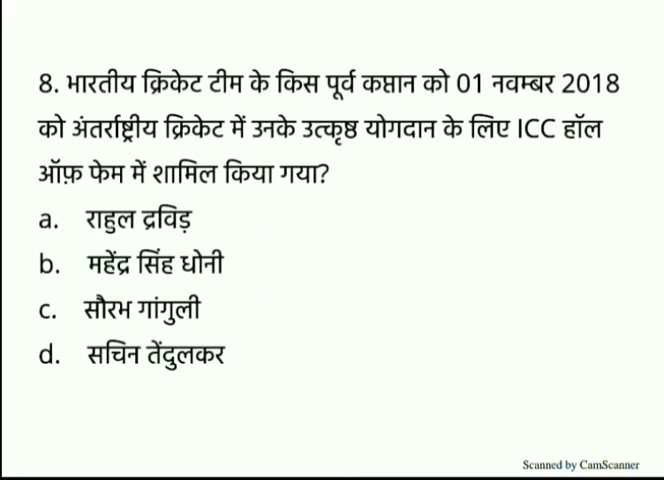 8. भारतीय क्रिकेट टीम के किस पूर्व कप्तान को 01 नवम्बर 2018
को अंतर्राष्ट्रीय क्रिकेट में उनके उत्कृष्ठ योगदान के लिए ICC हॉल
ऑफ़ फेम में शामिल किया गया?
a. राहुल द्रविड़
b. महेंद्र सिंह धोनी
c. सौरभ गांगुली
d. सचिन तेंदुलकर
Scanned by CamScanner